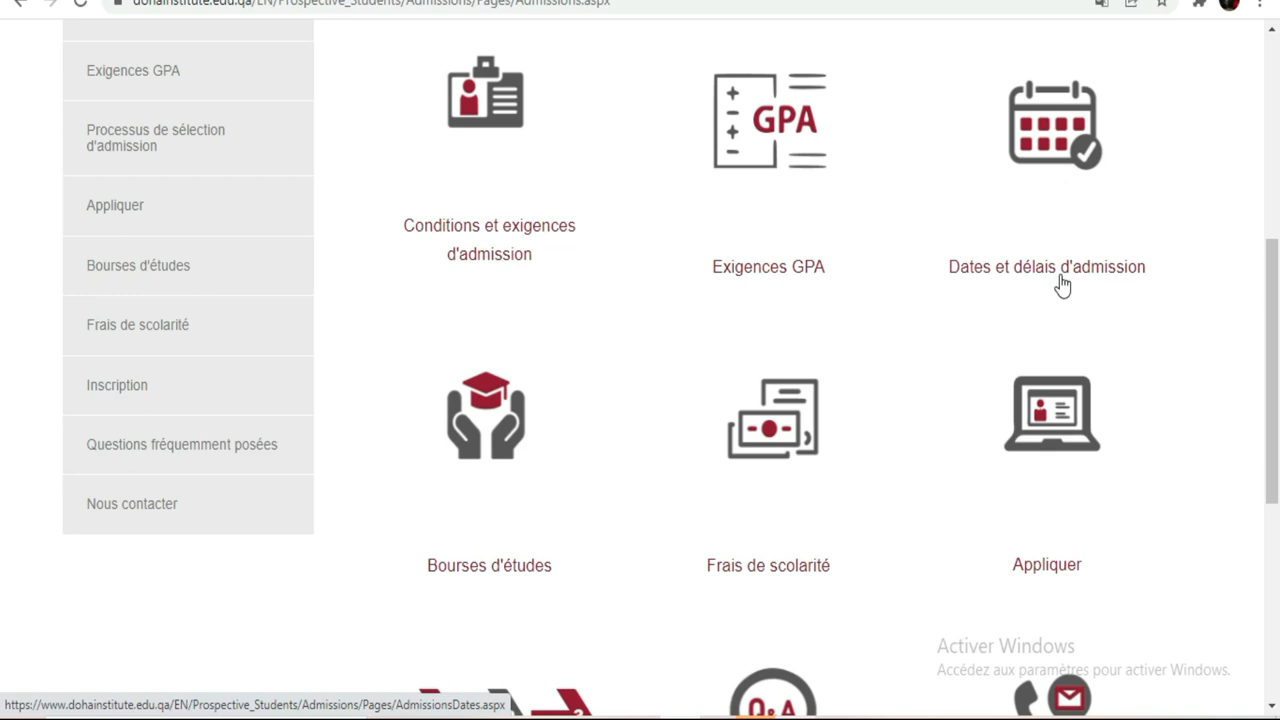 dohainstitute.edu.qa/EN/Prospective_Students/Admissions/Pages/Admissions.aspx
Exigences GPA
Processus de sélection
d'admission
Appliquer
Bourses d'études
Frais de scolarité
Inscription
Questions fréquemment posées
Nous contacter
GPA
Conditions et exigences
d'admission
Exigences GPA
Dates et délais d'admission
Bourses d'études
Frais de scolarité
Appliquer
Q&A
Activer Windows
Accédez aux paramètres pour activer Windows.
https://www.dohainstitute.edu.qa/EN/Prospective_Students/Admissions/Pages/AdmissionsDates.aspx